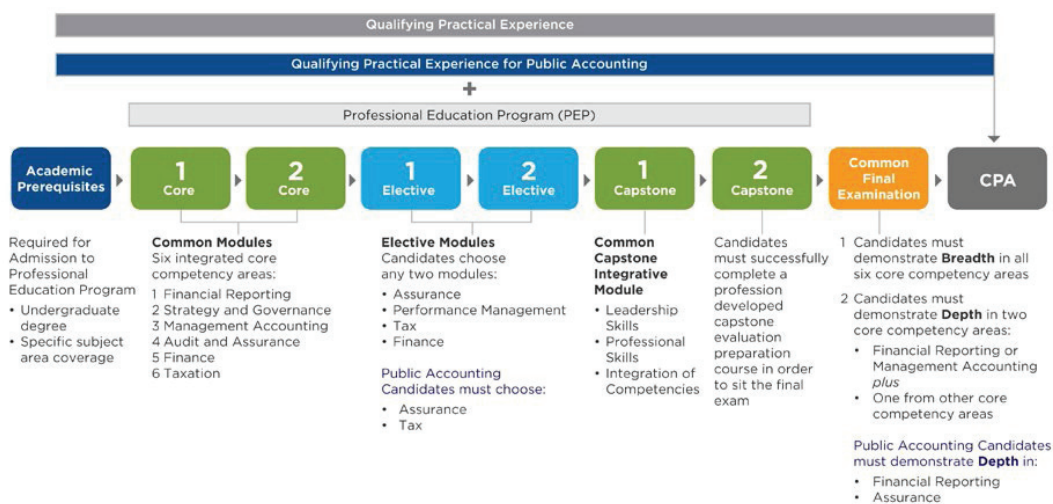 Qualifying Practical Experience
Qualifying Practical Experience for Public Accounting
+
Professional Education Program (PEP)
Academic
Prerequisites
1
Core
2
Core
1
Elective
2
Elective
1
Capstone
2
Capstone
Common
Final
Examination
CPA
Required for
Admission to
Professional
Education Program
• Undergraduate
degree
• Specific subject
area coverage
Common Modules
Six integrated core
competency areas:
1 Financial Reporting
2 Strategy and Governance
3 Management Accounting
4 Audit and Assurance
5 Finance
6 Taxation
Elective Modules
Candidates choose
any two modules:
• Assurance
• Performance Management
• Tax
• Finance
Public Accounting
Candidates must choose:
• Assurance
• Tax
Common
Capstone
Integrative
Module
• Leadership
Skills
• Professional
Skills
• Integration of
Competencies
Candidates
must successfully
complete a
profession
developed
capstone
evaluation
preparation
course in order
to sit the final
exam
1 Candidates must
demonstrate Breadth in all
six core competency areas
2 Candidates must
demonstrate Depth in two
core competency areas:
• Financial Reporting or
Management Accounting
plus
• One from other core
competency areas
Public Accounting Candidates
must demonstrate Depth in:
• Financial Reporting
• Assurance